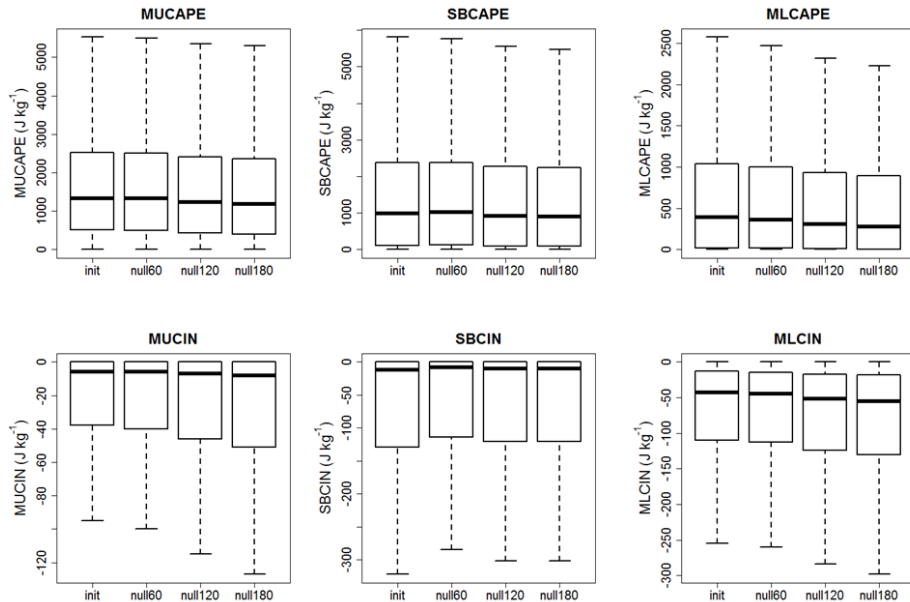 MUCAPE
SBCAPE
MLCAPE
MUCAPE (J kg⁻¹)
5000
4000
3000
2000
1000
0
init null60 null120 null180
SBCAPE (J kg⁻¹)
5000
3000
1000
0
init null60 null120 null180
MLCAPE (J kg⁻¹)
2500
2000
1500
1000
500
0
init null60 null120 null180
MUCIN
SBCIN
MLCIN
MUCIN (J kg⁻¹)
0
-20
-40
-60
-80
-120
init null60 null120 null180
SBCIN (J kg⁻¹)
0
-50
-100
-200
-300
init null60 null120 null180
MLCIN (J kg⁻¹)
0
-50
-100
-150
-200
-250
-300
init null60 null120 null180